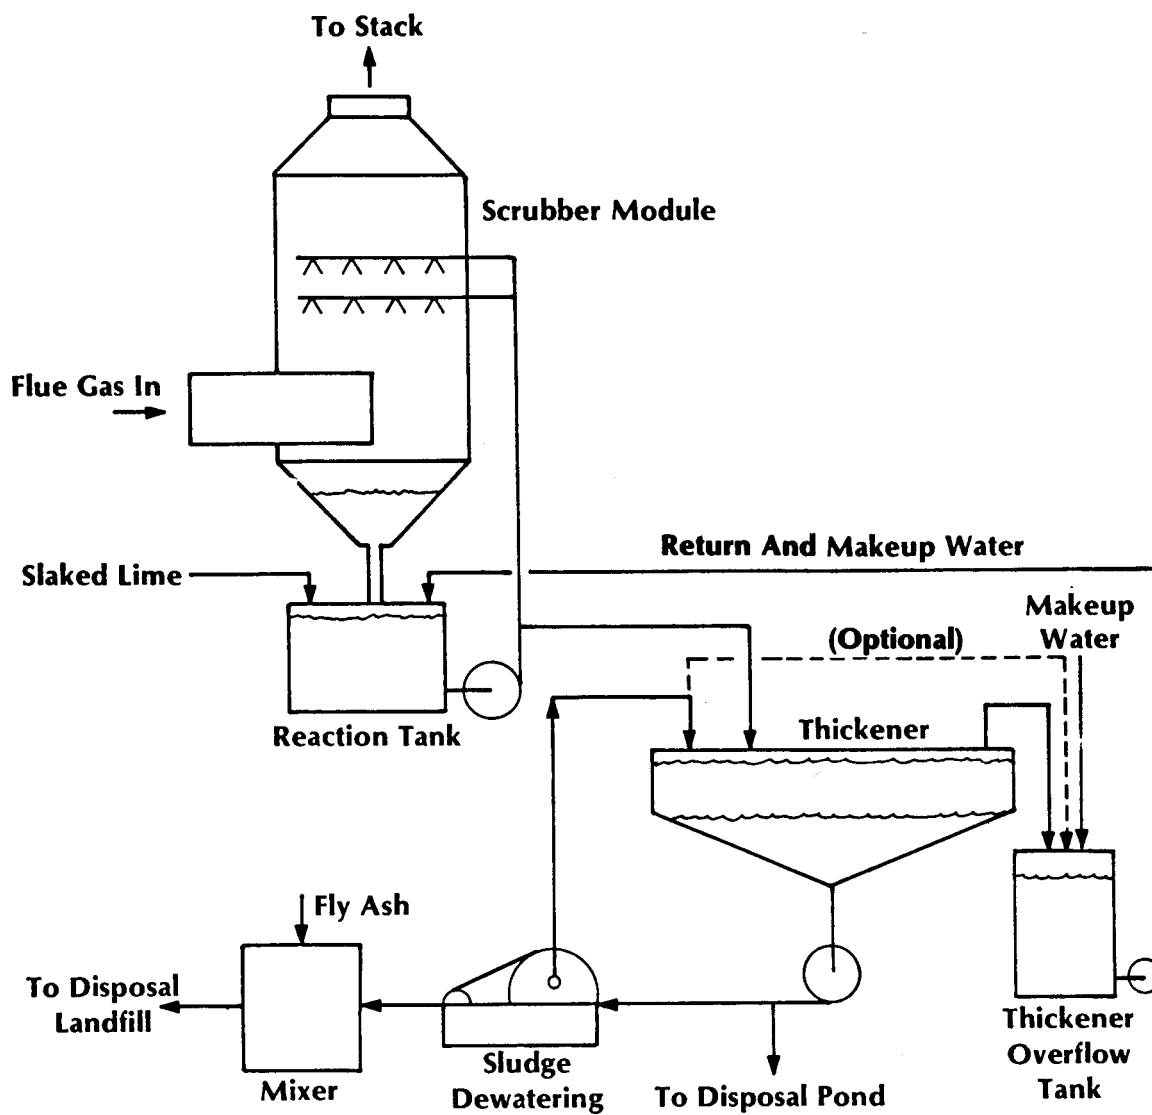 To Stack
Scrubber Module
Flue Gas In
Return And Makeup Water
Slaked Lime
Makeup
Water
(Optional)
Reaction Tank
Thickener
Fly Ash
To Disposal
Landfill
Mixer
Sludge
Dewatering
To Disposal Pond
Thickener
Overflow
Tank